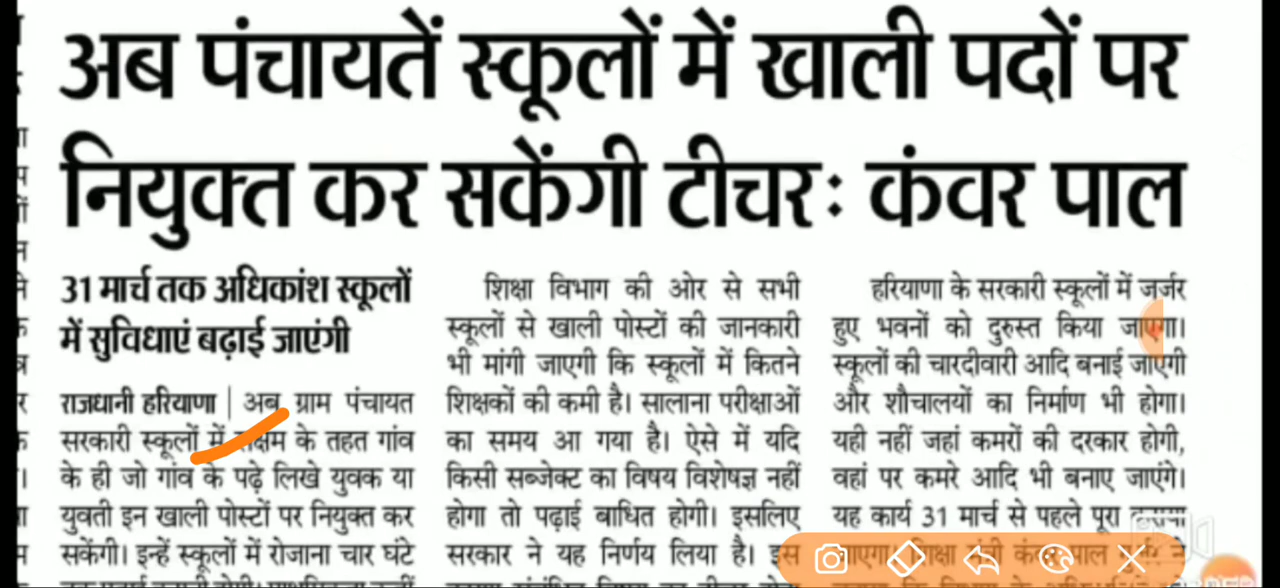 अब पंचायतें स्कूलों में खाली पदों पर
नियुक्त कर सकेंगी टीचर: कंवर पाल
31 मार्च तक अधिकांश स्कूलों
में सुविधाएं बढ़ाई जाएंगी
राजधानी हरियाणा | अब ग्राम पंचायत
सरकारी स्कूलों में सक्षम के तहत गांव
के ही जो गांव के पढ़े लिखे युवक या
युवती इन खाली पोस्टों पर नियुक्त कर
सकेंगी। इन्हें स्कूलों में रोजाना चार घंटे
शिक्षा विभाग की ओर से सभी
स्कूलों से खाली पोस्टों की जानकारी
भी मांगी जाएगी कि स्कूलों में कितने
शिक्षकों की कमी है। सालाना परीक्षाओं
का समय आ गया है। ऐसे में यदि
किसी सब्जेक्ट का विषय विशेषज्ञ नहीं
होगा तो पढ़ाई बाधित होगी। इसलिए
सरकार ने यह निर्णय लिया है। इस
हरियाणा के सरकारी स्कूलों में जर्जर
हुए भवनों को दुरुस्त किया जाएगा।
स्कूलों की चारदीवारी आदि बनाई जाएगी
और शौचालयों का निर्माण भी होगा।
यही नहीं जहां कमरों की दरकार होगी,
वहां पर कमरे आदि भी बनाए जाएंगे।
यह कार्य 31 मार्च से पहले पूरा
जाएगा। शिक्षा मंत्री कंवर पाल ने